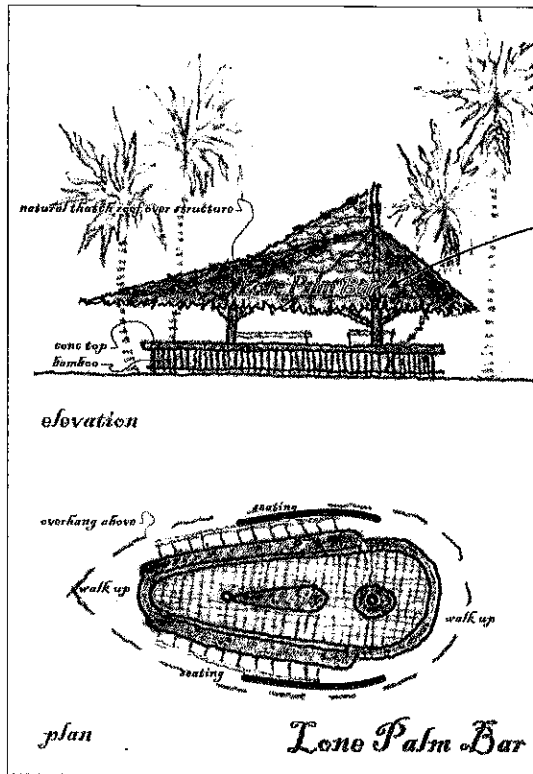 natural thatch roof over structure
Lone Palm Bar
conc top
bamboo
elevation
seating
overhang above
walk up
walk up
seating
plan
Lone Palm Bar